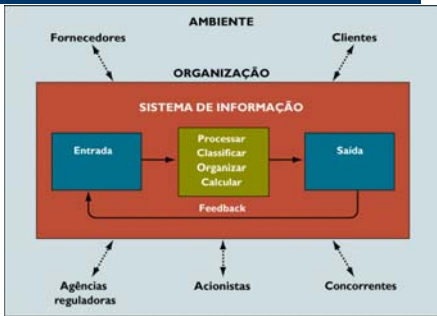 AMBIENTE
Fornecedores
Clientes
ORGANIZAÇÃO
SISTEMA DE INFORMAÇÃO
Entrada
Processar
Classificar
Organizar
Calcular
Saída
Feedback
Agências
reguladoras
Acionistas
Concorrentes